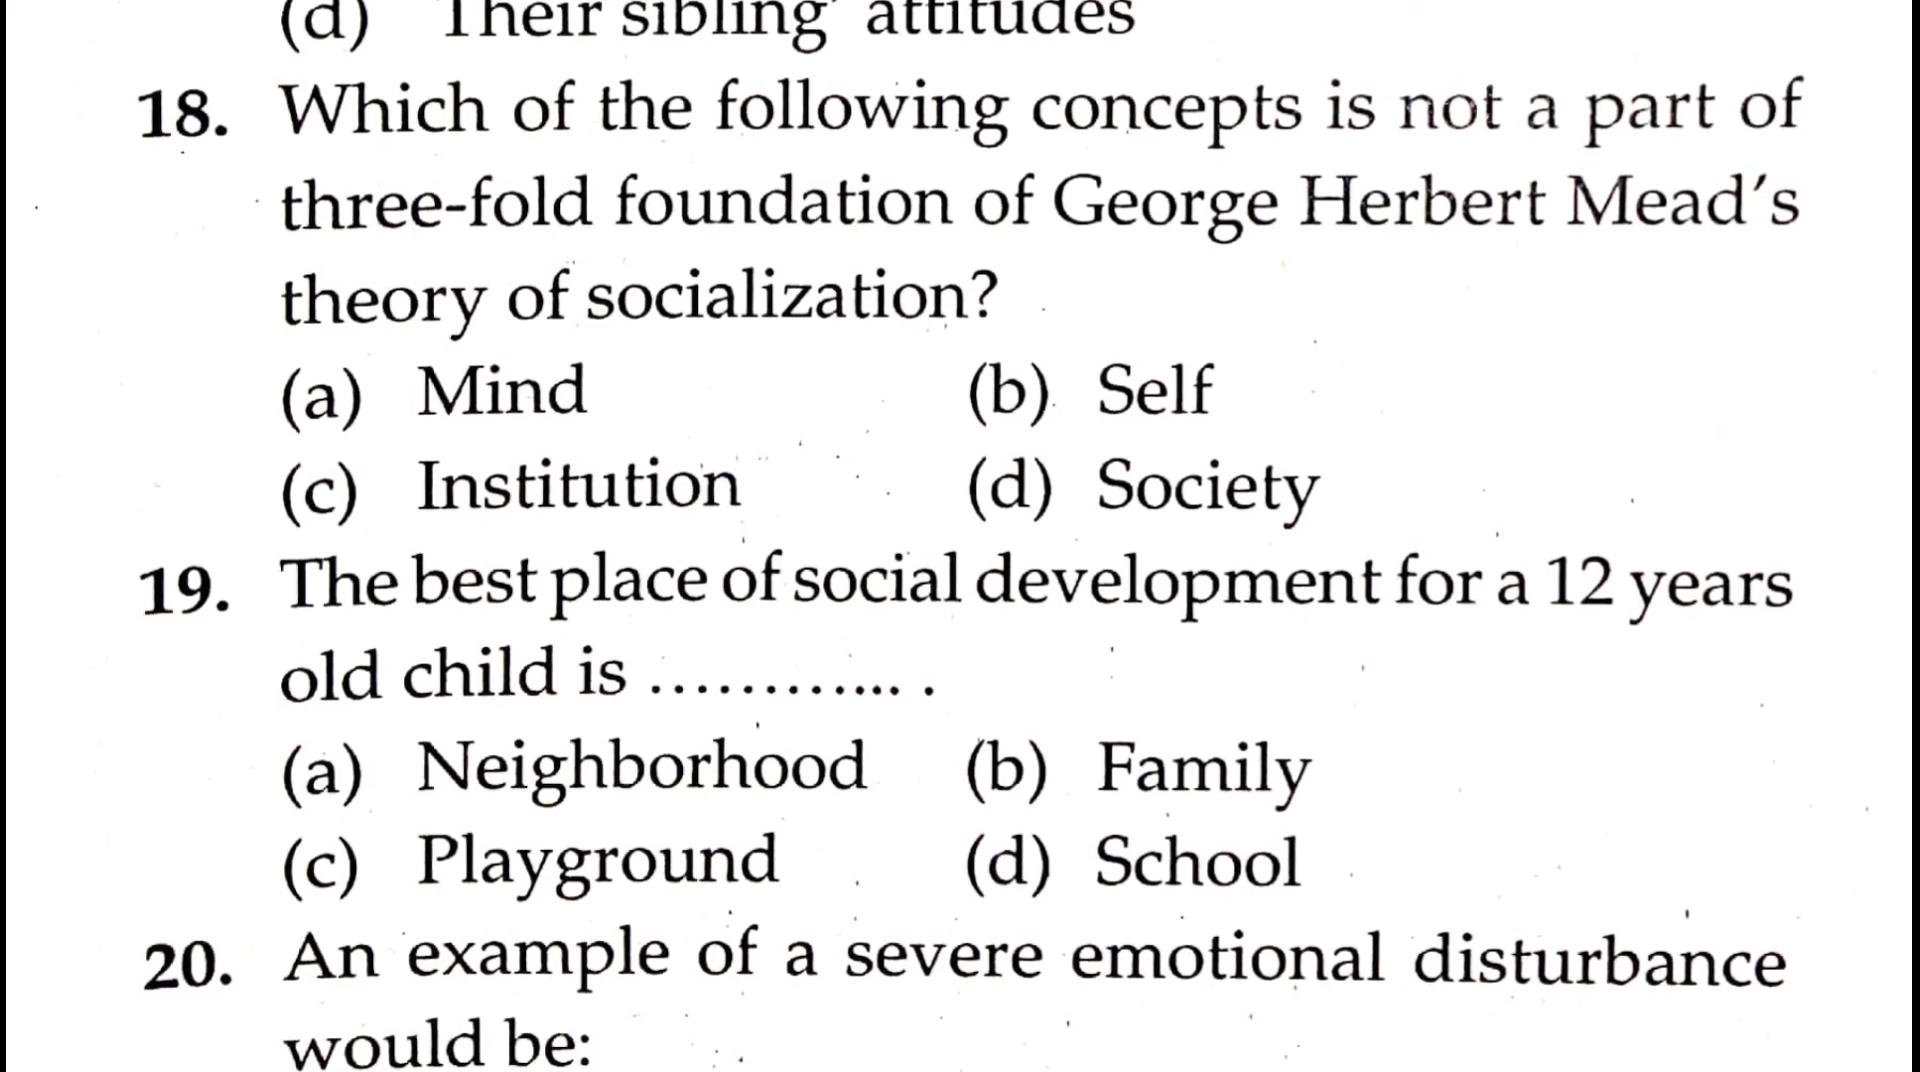 (d) Their sibling' attitudes
18. Which of the following concepts is not a part of
three-fold foundation of George Herbert Mead's
theory of socialization?
(a) Mind (b) Self
(c) Institution (d) Society
19. The best place of social development for a 12 years
old child is ............. .
(a) Neighborhood (b) Family
(c) Playground (d) School
20. An example of a severe emotional disturbance
would be: